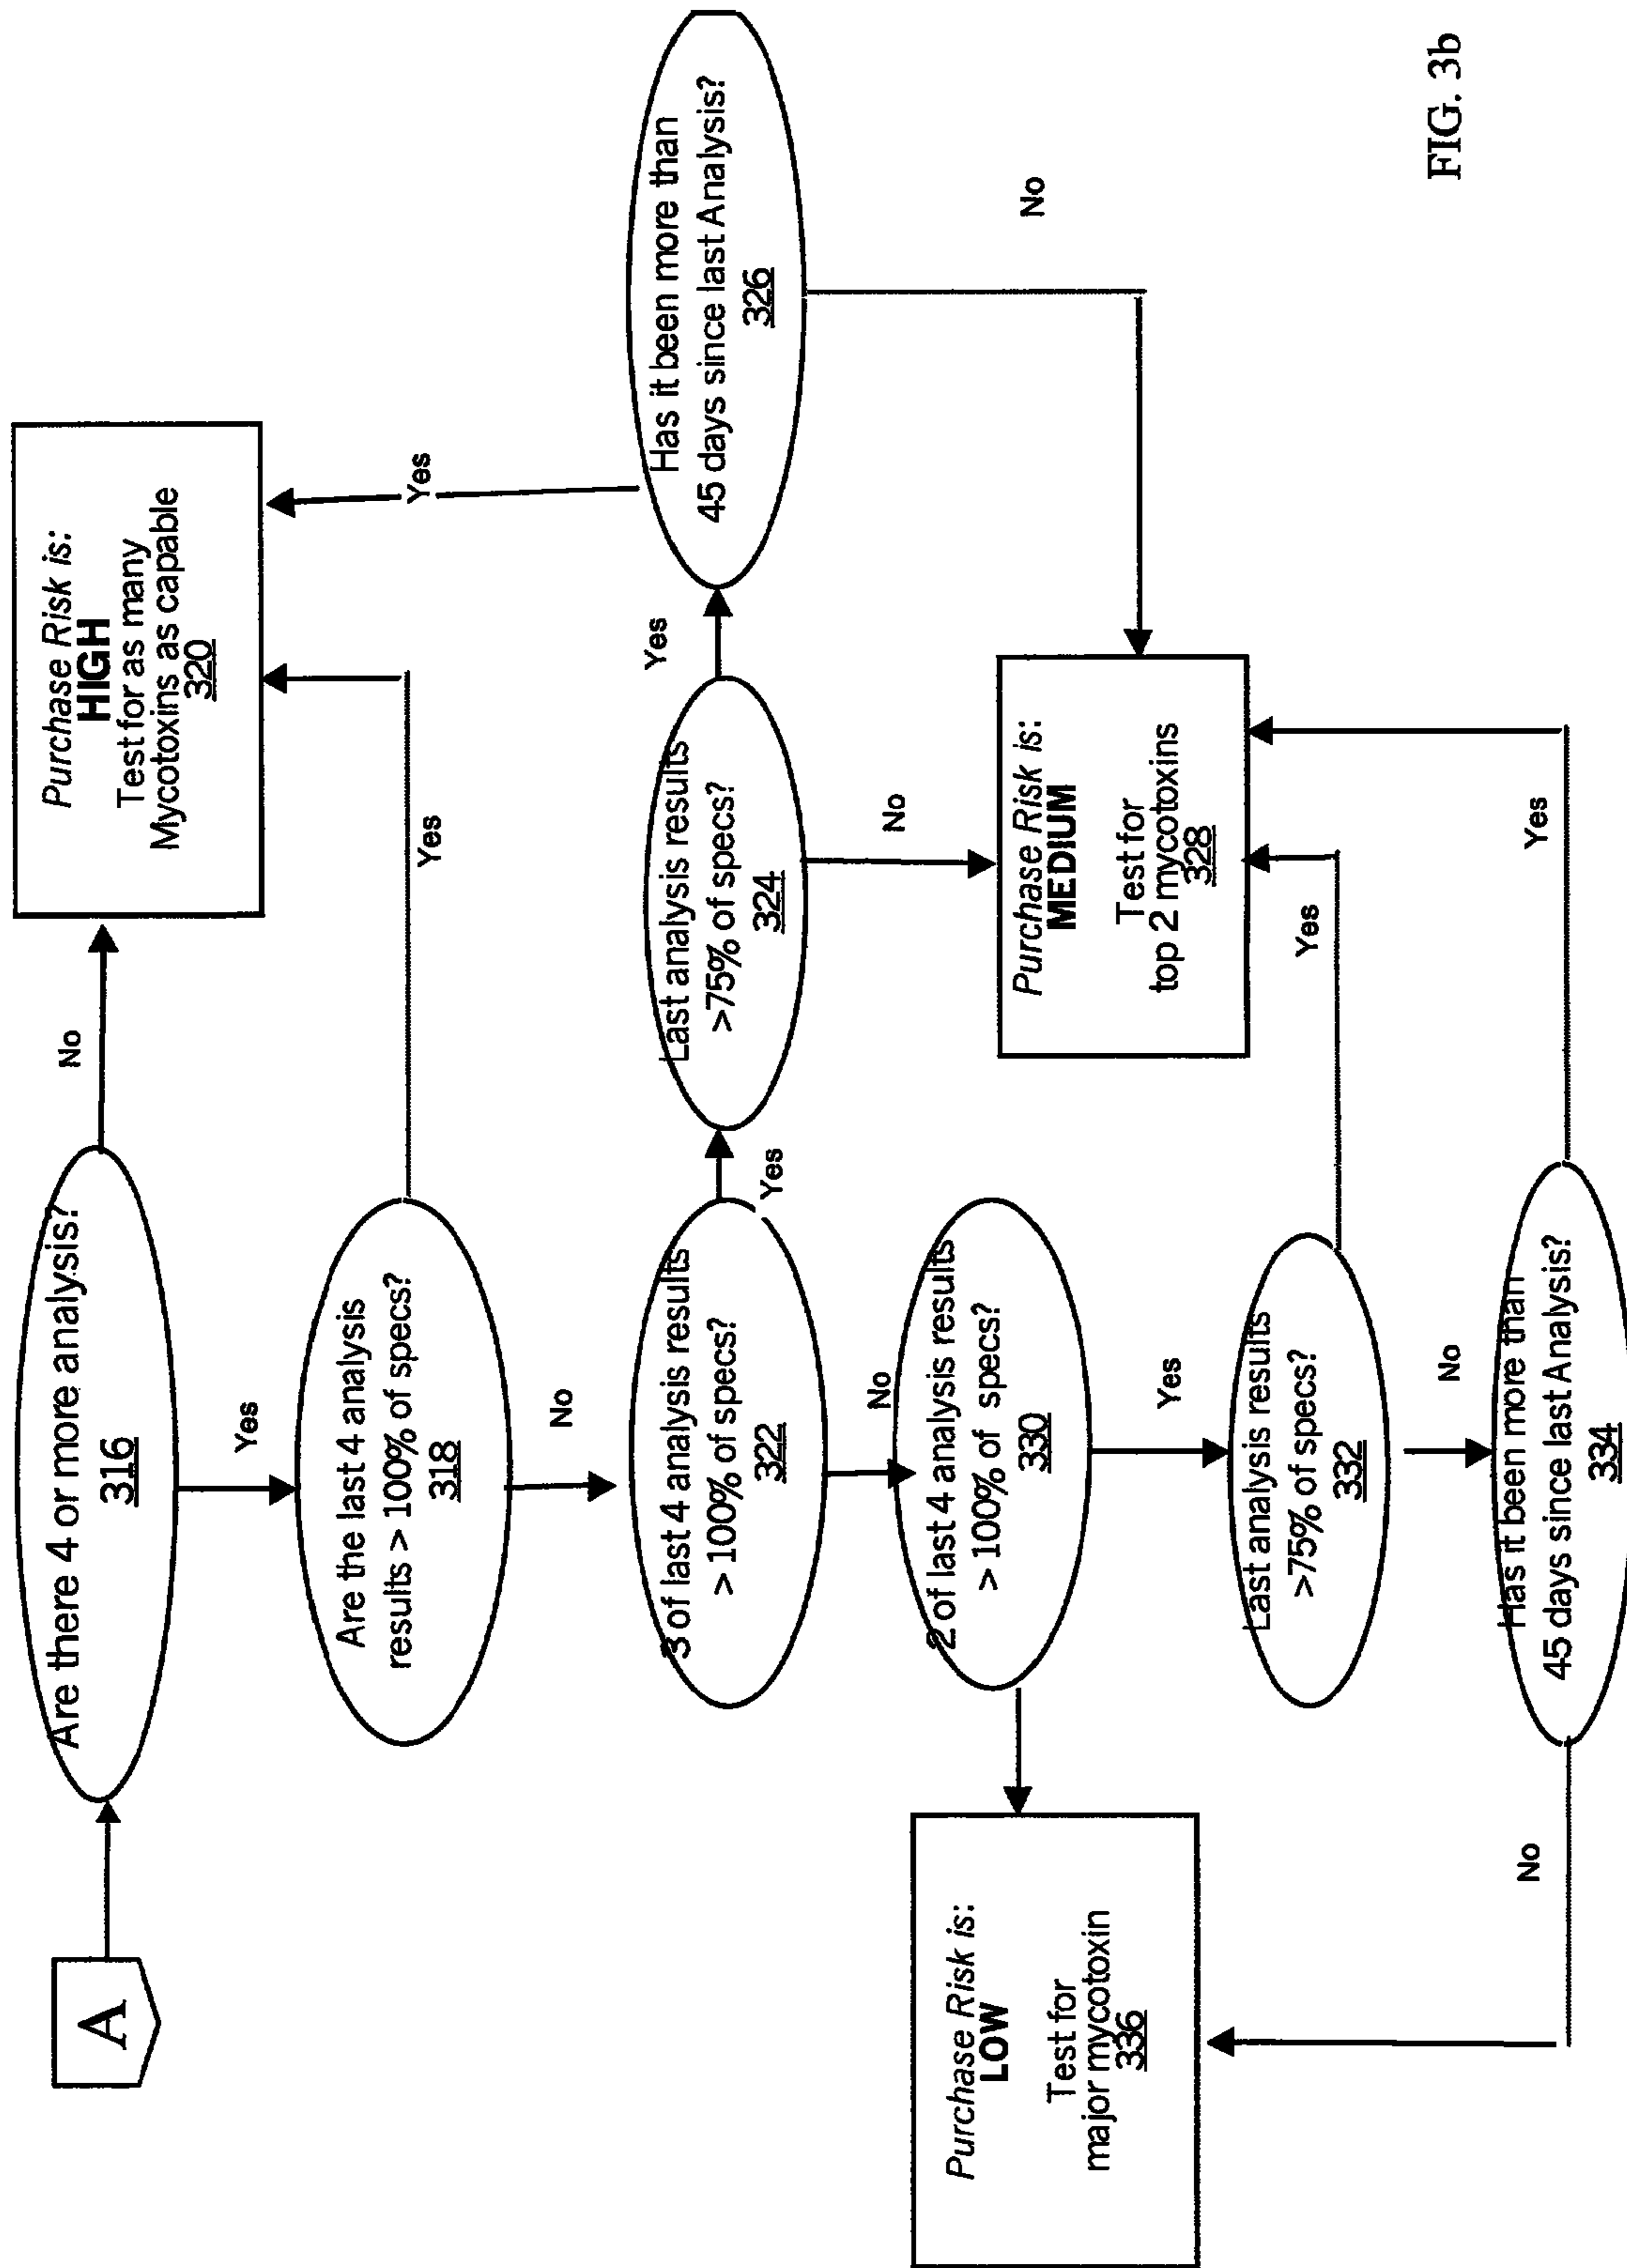 A
Are there 4 or more analysis?
316
No
Purchase Risk is:
HIGH
Test for as many
Mycotoxins as capable
320
Yes
Are the last 4 analysis
results > 100% of specs?
318
Yes
No
3 of last 4 analysis results
> 100% of specs?
322
Yes
Last analysis results
>75% of specs?
324
Yes
Has it been more than
45 days since last Analysis?
326
Yes
No
No
No
2 of last 4 analysis results
> 100% of specs?
330
Purchase Risk is:
MEDIUM
Test for
top 2 mycotoxins
328
Purchase Risk is:
LOW
Test for
major mycotoxin
336
Yes
Last analysis results
>75% of specs?
332
Yes
No
Has it been more than
45 days since last Analysis?
334
Yes
No
FIG. 3b